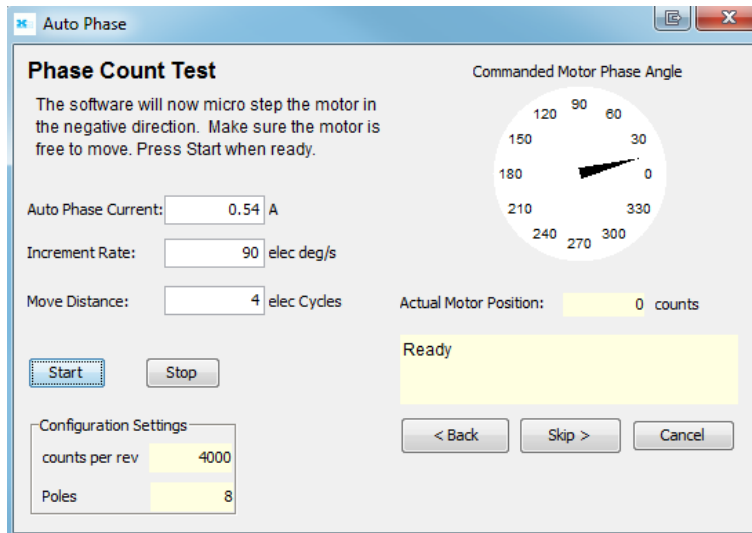 Auto Phase
Phase Count Test
The software will now micro step the motor in
the negative direction.  Make sure the motor is
free to move. Press Start when ready.
Auto Phase Current: 0.54 A
Increment Rate: 90 elec deg/s
Move Distance: 4 elec Cycles
Start Stop
Configuration Settings
counts per rev 4000
Poles 8
Commanded Motor Phase Angle
90
120 60
150 30
180 0
210 330
240 300
270
Actual Motor Position: 0 counts
Ready
< Back Skip > Cancel